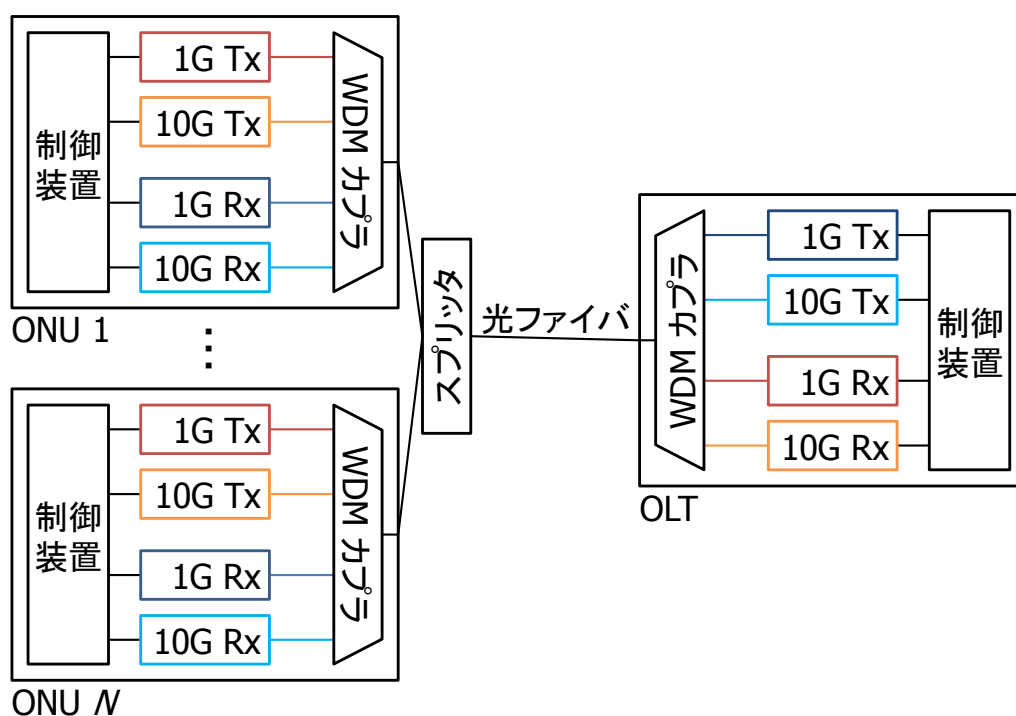 制御
装置
1G Tx
10G Tx
1G Rx
10G Rx
WDM カプラ
ONU 1
制御
装置
1G Tx
10G Tx
1G Rx
10G Rx
WDM カプラ
ONU N
スプリッタ
光ファイバ
WDM カプラ
1G Tx
10G Tx
1G Rx
10G Rx
制御
装置
OLT